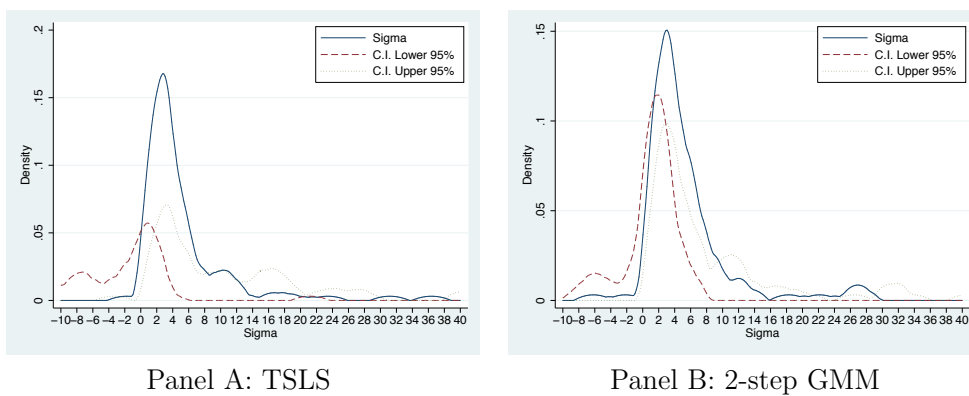 .2
.15
.1
.05
0
Density
−10 −8 −6 −4 −2 0 2 4 6 8 10 12 14 16 18 20 22 24 26 28 30 32 34 36 38 40
Sigma
Sigma
C.I. Lower 95%
C.I. Upper 95%
Panel A: TSLS
.15
.1
.05
0
Density
−10 −8 −6 −4 −2 0 2 4 6 8 10 12 14 16 18 20 22 24 26 28 30 32 34 36 38 40
Sigma
Sigma
C.I. Lower 95%
C.I. Upper 95%
Panel B: 2-step GMM